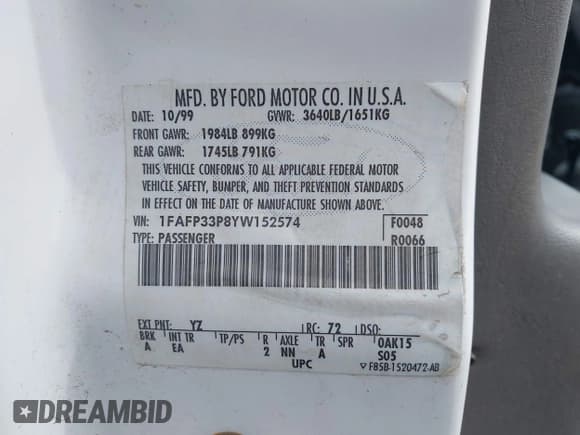 MFD. BY FORD MOTOR CO. IN U.S.A.
DATE: 10/99 GVWR: 3640LB/1651KG
FRONT GAWR: 1984LB 899KG
REAR GAWR: 1745LB 791KG
THIS VEHICLE CONFORMS TO ALL APPLICABLE FEDERAL MOTOR
VEHICLE SAFETY, BUMPER, AND THEFT PREVENTION STANDARDS
IN EFFECT ON THE DATE OF MANUFACTURE SHOWN ABOVE.
VIN: 1FAFP33P8YW152574 F0048
TYPE: PASSENGER R0066
EXT PNT: YZ RC: 72 DSO:
BRK INT TR TP/PS R AXLE TR SPR 0AK15
A EA 2 NN A S05
UPC ▽ F85B-1520472-AB
DREAMBID